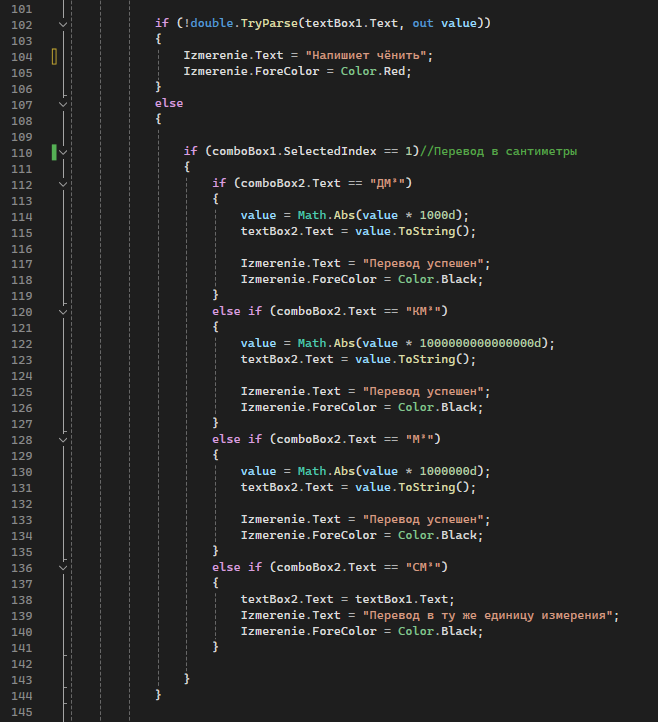 101
102 if (!double.TryParse(textBox1.Text, out value))
103 {
104 Izmerenie.Text = "Напишиет чёнить";
105 Izmerenie.ForeColor = Color.Red;
106 }
107 else
108 {
109
110 if (comboBox1.SelectedIndex == 1)//Перевод в сантиметры
111 {
112 if (comboBox2.Text == "ДМ³")
113 {
114 value = Math.Abs(value * 1000d);
115 textBox2.Text = value.ToString();
116
117 Izmerenie.Text = "Перевод успешен";
118 Izmerenie.ForeColor = Color.Black;
119 }
120 else if (comboBox2.Text == "КМ³")
121 {
122 value = Math.Abs(value * 1000000000000000d);
123 textBox2.Text = value.ToString();
124
125 Izmerenie.Text = "Перевод успешен";
126 Izmerenie.ForeColor = Color.Black;
127 }
128 else if (comboBox2.Text == "М³")
129 {
130 value = Math.Abs(value * 1000000d);
131 textBox2.Text = value.ToString();
132
133 Izmerenie.Text = "Перевод успешен";
134 Izmerenie.ForeColor = Color.Black;
135 }
136 else if (comboBox2.Text == "СМ³")
137 {
138 textBox2.Text = textBox1.Text;
139 Izmerenie.Text = "Перевод в ту же единицу измерения";
140 Izmerenie.ForeColor = Color.Black;
141 }
142
143 }
144 }
145